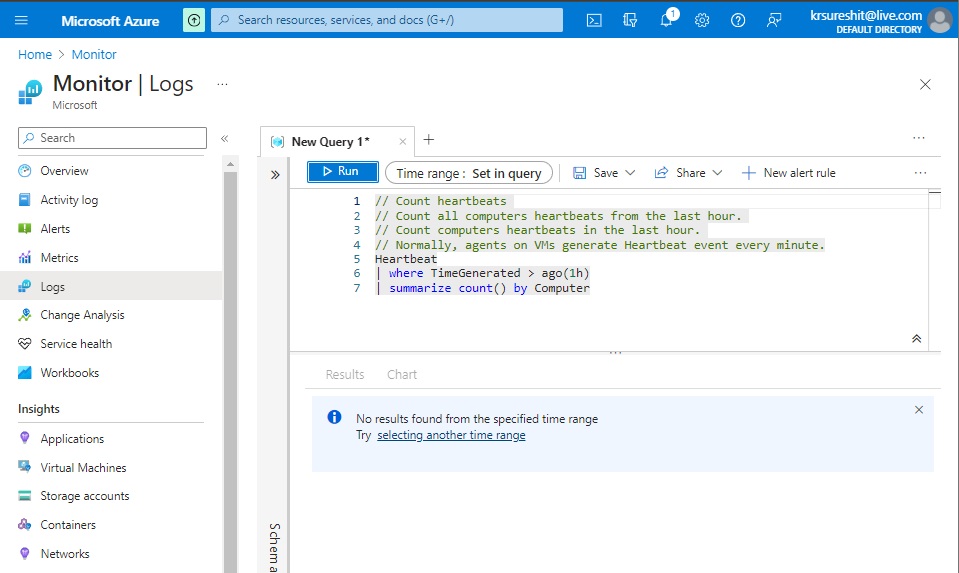 Microsoft Azure
Search resources, services, and docs (G+/)
1
krsureshit@live.com
DEFAULT DIRECTORY
Home > Monitor
Monitor | Logs ...
Microsoft
Search
«
Overview
Activity log
Alerts
Metrics
Logs
Change Analysis
Service health
Workbooks
Insights
Applications
Virtual Machines
Storage accounts
Containers
Networks
New Query 1*
Run
Time range : Set in query
Save
Share
New alert rule
1 // Count heartbeats
2 // Count all computers heartbeats from the last hour.
3 // Count computers heartbeats in the last hour.
4 // Normally, agents on VMs generate Heartbeat event every minute.
5 Heartbeat
6 | where TimeGenerated > ago(1h)
7 | summarize count() by Computer
Schema
Results Chart
No results found from the specified time range
Try selecting another time range